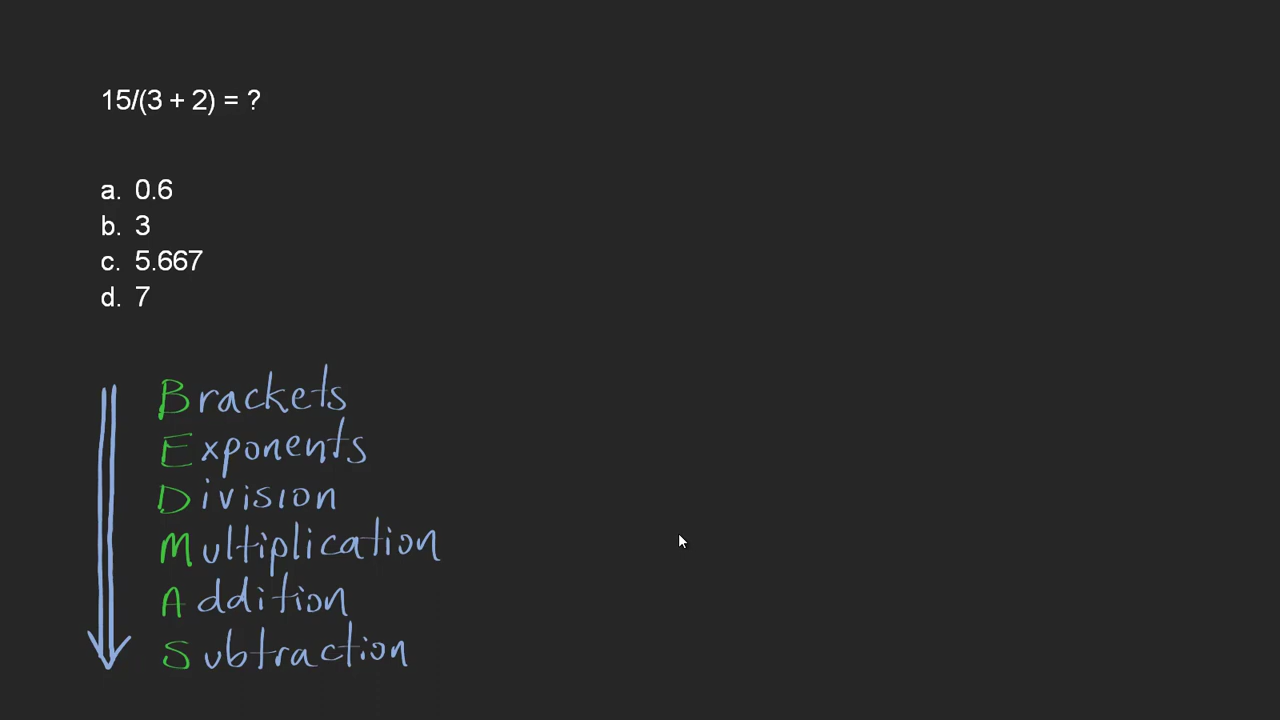 15/(3 + 2) = ?
a. 0.6
b. 3
c. 5.667
d. 7
Brackets
Exponents
Division
Multiplication
Addition
Subtraction